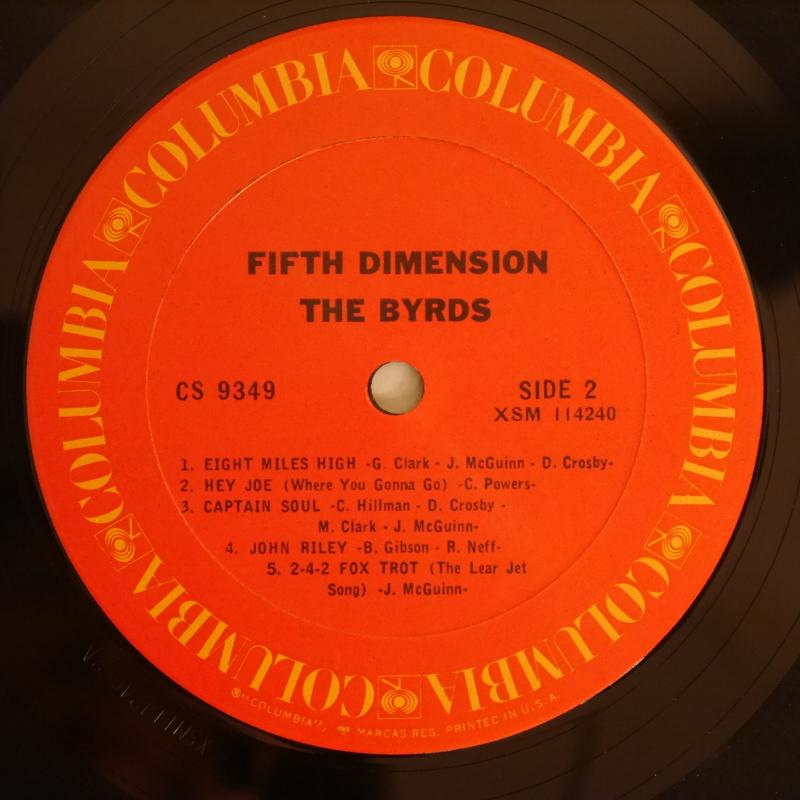 COLUMBIA COLUMBIA COLUMBIA COLUMBIA COLUMBIA COLUMBIA
FIFTH DIMENSION
THE BYRDS
CS 9349
SIDE 2
XSM 114240
1. EIGHT MILES HIGH -G. Clark - J. McGuinn - D. Crosby-
2. HEY JOE (Where You Gonna Go) -C. Powers-
3. CAPTAIN SOUL -C. Hillman - D. Crosby -
M. Clark - J. McGuinn-
4. JOHN RILEY -B. Gibson - R. Neff-
5. 2-4-2 FOX TROT (The Lear Jet
Song) -J. McGuinn-
® "COLUMBIA", MARCAS REG. PRINTED IN U.S.A.